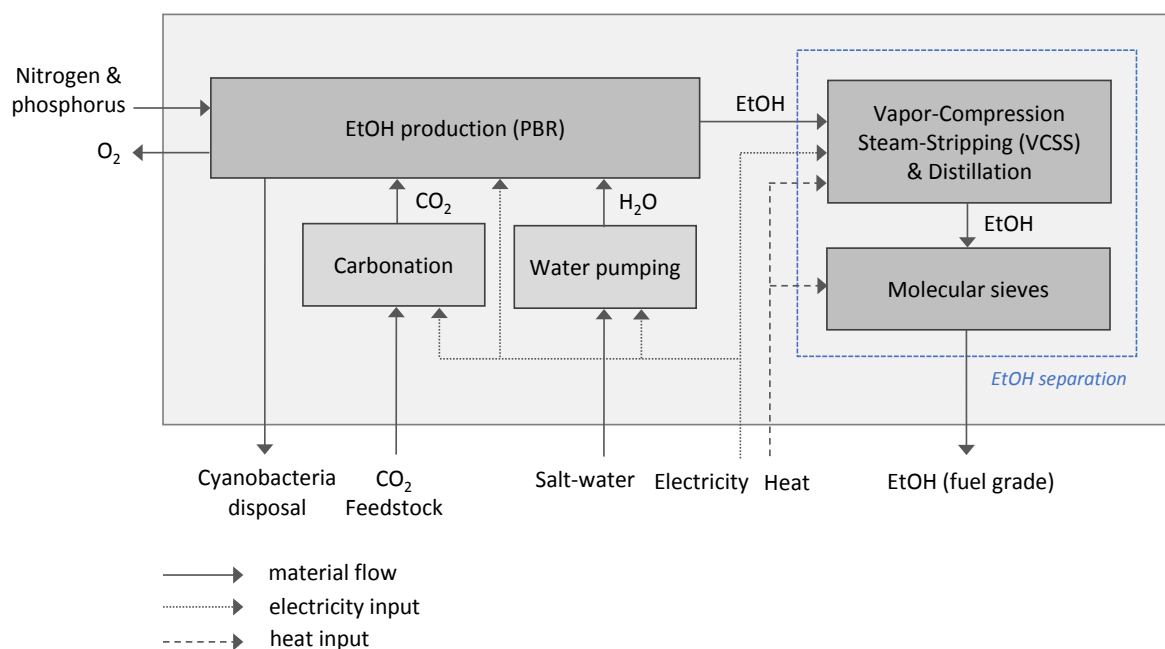 Nitrogen &
phosphorus
O₂
EtOH production (PBR)
EtOH
Vapor-Compression
Steam-Stripping (VCSS)
& Distillation
CO₂
H₂O
EtOH
Carbonation
Water pumping
Molecular sieves
EtOH separation
Cyanobacteria
disposal
CO₂
Feedstock
Salt-water
Electricity
Heat
EtOH (fuel grade)
material flow
electricity input
heat input